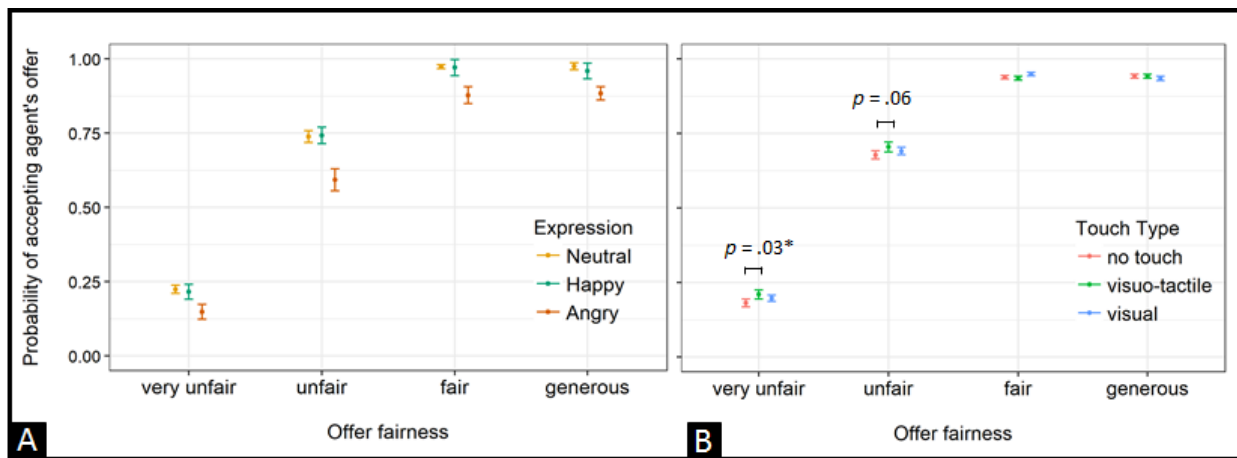 Probability of accepting agent's offer
1.00
0.75
0.50
0.25
0.00
Expression
Neutral
Happy
Angry
very unfair
unfair
fair
generous
Offer fairness
A
p = .06
p = .03*
Touch Type
no touch
visuo-tactile
visual
very unfair
unfair
fair
generous
Offer fairness
B